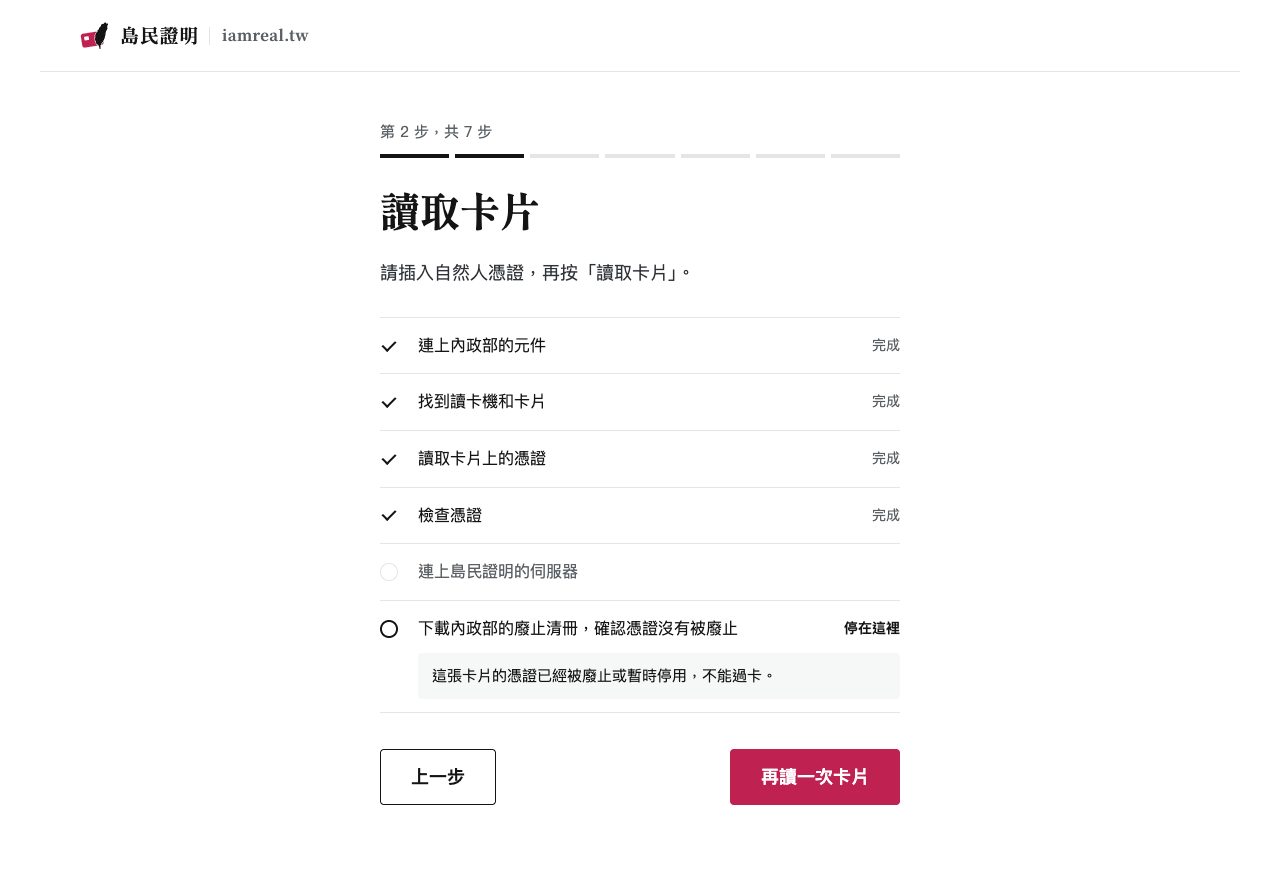 島民證明 iamreal.tw
第 2 步，共 7 步
讀取卡片
請插入自然人憑證，再按「讀取卡片」。
連上內政部的元件 完成
找到讀卡機和卡片 完成
讀取卡片上的憑證 完成
檢查憑證 完成
連上島民證明的伺服器
下載內政部的廢止清冊，確認憑證沒有被廢止 停在這裡
這張卡片的憑證已經被廢止或暫時停用，不能過卡。
上一步 再讀一次卡片